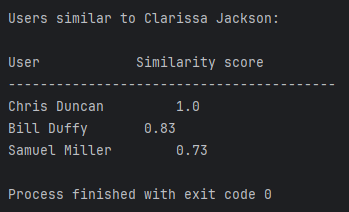 Users similar to Clarissa Jackson:
User            Similarity score
-----------------------------------------
Chris Duncan         1.0
Bill Duffy       0.83
Samuel Miller        0.73
Process finished with exit code 0